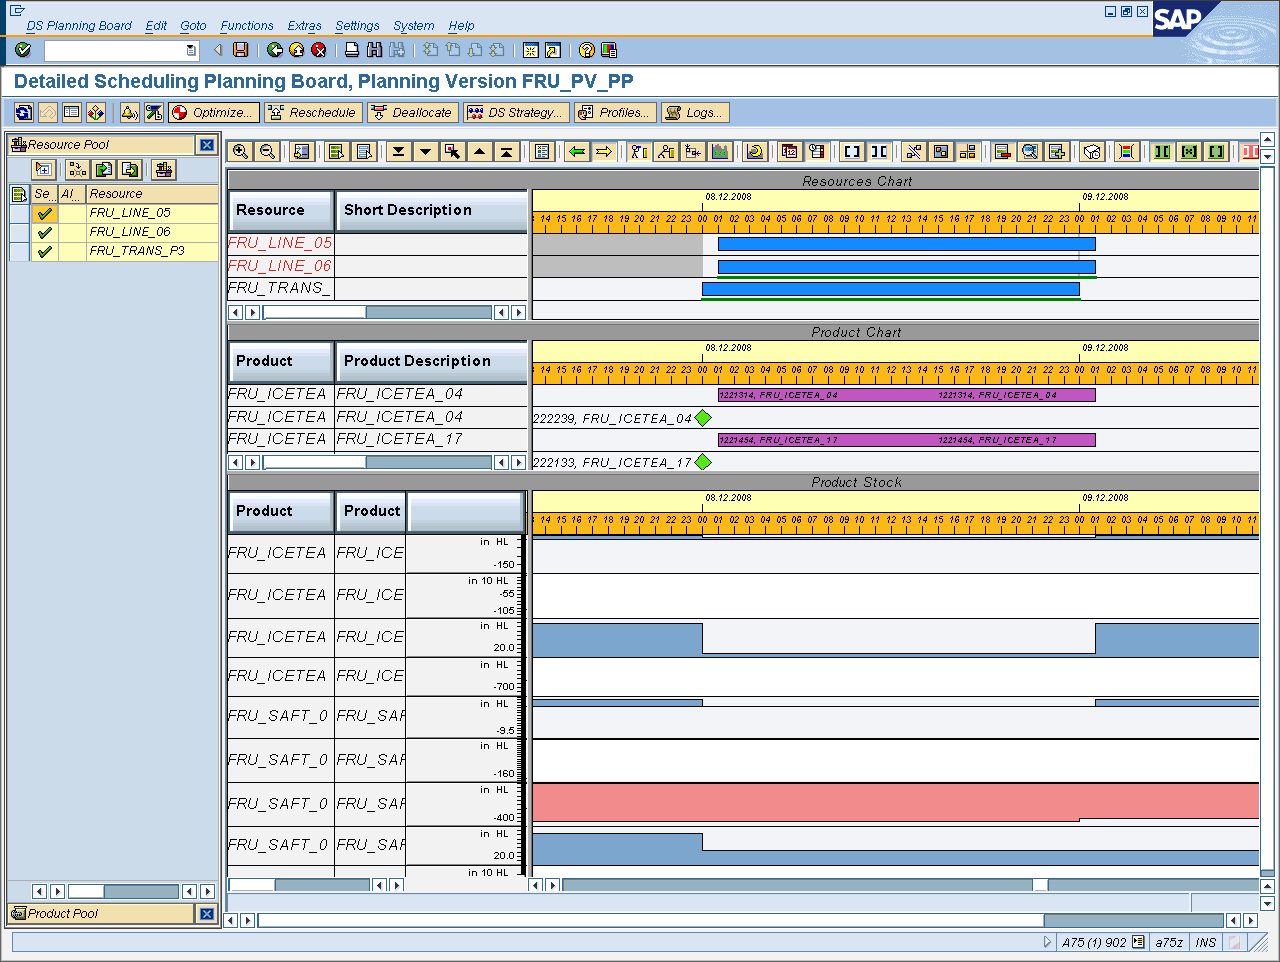 DS Planning Board Edit Goto Functions Extras Settings System Help
SAP
Detailed Scheduling Planning Board, Planning Version FRU_PV_PP
Optimize... Reschedule Deallocate DS Strategy... Profiles... Logs...
Resource Pool
Se... Al... Resource
FRU_LINE_05
FRU_LINE_06
FRU_TRANS_P3
Product Pool
Resources Chart
Resource Short Description
08.12.2008 09.12.2008
14 15 16 17 18 19 20 21 22 23 00 01 02 03 04 05 06 07 08 09 10 11 12 13 14 15 16 17 18 19 20 21 22 23 00 01 02 03 04 05 06 07 08 09 10 11
FRU_LINE_05
FRU_LINE_06
FRU_TRANS_
Product Chart
Product Product Description
08.12.2008 09.12.2008
14 15 16 17 18 19 20 21 22 23 00 01 02 03 04 05 06 07 08 09 10 11 12 13 14 15 16 17 18 19 20 21 22 23 00 01 02 03 04 05 06 07 08 09 10 11
FRU_ICETEA FRU_ICETEA_04 1221314, FRU_ICETEA_04 1221314, FRU_ICETEA_04
FRU_ICETEA FRU_ICETEA_04 222239, FRU_ICETEA_04
FRU_ICETEA FRU_ICETEA_17 1221454, FRU_ICETEA_17 1221454, FRU_ICETEA_17
222133, FRU_ICETEA_17
Product Stock
Product Product
08.12.2008 09.12.2008
14 15 16 17 18 19 20 21 22 23 00 01 02 03 04 05 06 07 08 09 10 11 12 13 14 15 16 17 18 19 20 21 22 23 00 01 02 03 04 05 06 07 08 09 10 11
in HL
FRU_ICETEA FRU_ICE
-150
in 10 HL
FRU_ICETEA FRU_ICE -55
-105
in HL
FRU_ICETEA FRU_ICE
20.0
in HL
FRU_ICETEA FRU_ICE
-700
in HL
FRU_SAFT_0 FRU_SAF
-9.5
in HL
FRU_SAFT_0 FRU_SAF
-160
in HL
FRU_SAFT_0 FRU_SAF
-400
in HL
FRU_SAFT_0 FRU_SAF
20.0
in 10 HL
A75 (1) 902 a75z INS